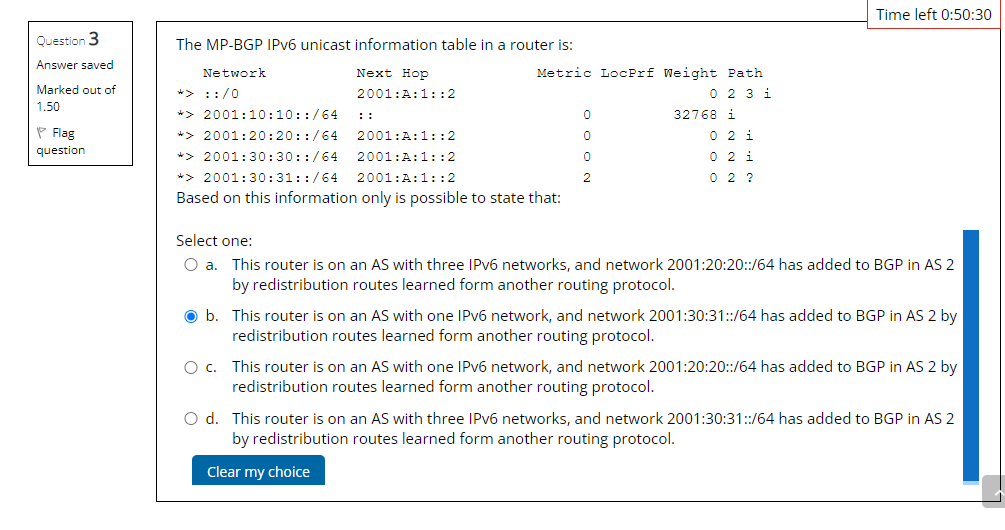 Time left 0:50:30
Question 3
Answer saved
Marked out of
1.50
Flag
question
The MP-BGP IPv6 unicast information table in a router is:
Network Next Hop Metric LocPrf Weight Path
*> ::/0 2001:A:1::2 0 2 3 i
*> 2001:10:10::/64 :: 0 32768 i
*> 2001:20:20::/64 2001:A:1::2 0 0 2 i
*> 2001:30:30::/64 2001:A:1::2 0 0 2 i
*> 2001:30:31::/64 2001:A:1::2 2 0 2 ?
Based on this information only is possible to state that:
Select one:
a. This router is on an AS with three IPv6 networks, and network 2001:20:20::/64 has added to BGP in AS 2
by redistribution routes learned form another routing protocol.
b. This router is on an AS with one IPv6 network, and network 2001:30:31::/64 has added to BGP in AS 2 by
redistribution routes learned form another routing protocol.
c. This router is on an AS with one IPv6 network, and network 2001:20:20::/64 has added to BGP in AS 2 by
redistribution routes learned form another routing protocol.
d. This router is on an AS with three IPv6 networks, and network 2001:30:31::/64 has added to BGP in AS 2
by redistribution routes learned form another routing protocol.
Clear my choice